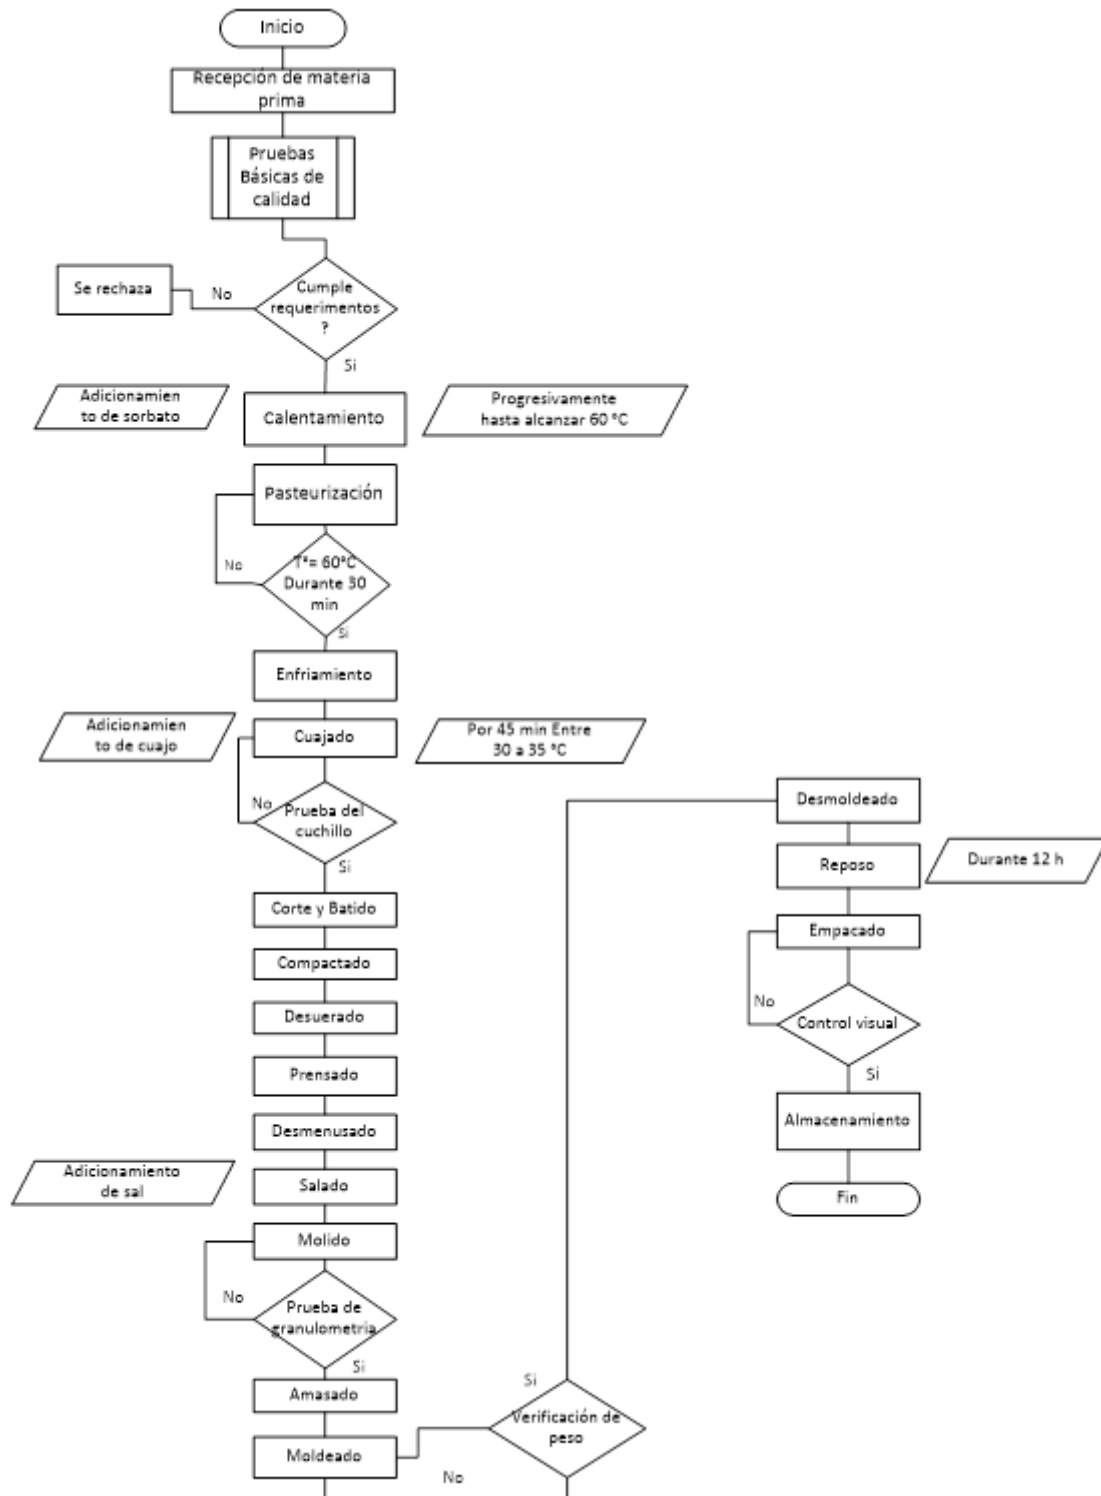 Inicio
Recepción de materia
prima
Pruebas
Básicas de
calidad
Cumple
requerimentos
?
No
Se rechaza
Si
Adicionamien
to de sorbato
Calentamiento
Progresivamente
hasta alcanzar 60 °C
Pasteurización
T°= 60°C
Durante 30
min
No
Si
Enfriamiento
Adicionamien
to de cuajo
Cuajado
Por 45 min Entre
30 a 35 °C
No
Prueba del
cuchillo
Si
Corte y Batido
Compactado
Desuerado
Prensado
Desmenusado
Adicionamiento
de sal
Salado
Molido
No
Prueba de
granulometria
Si
Amasado
Moldeado
No
Verificación de
peso
Si
Desmoldeado
Reposo
Durante 12 h
Empacado
No
Control visual
Si
Almacenamiento
Fin